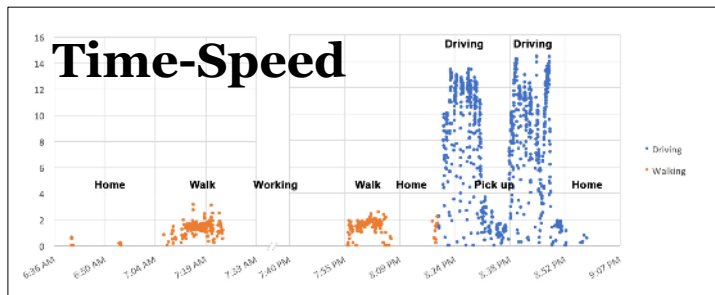 Time-Speed
16
14
12
10
8
6
4
2
0
Driving Driving
Home Walk Working Walk Home Pick up Home
6:36 AM 6:50 AM 7:04 AM 7:19 AM 7:33 AM 7:40 PM 7:55 PM 8:09 PM 8:24 PM 8:38 PM 8:52 PM 9:07 PM
Driving
Walking